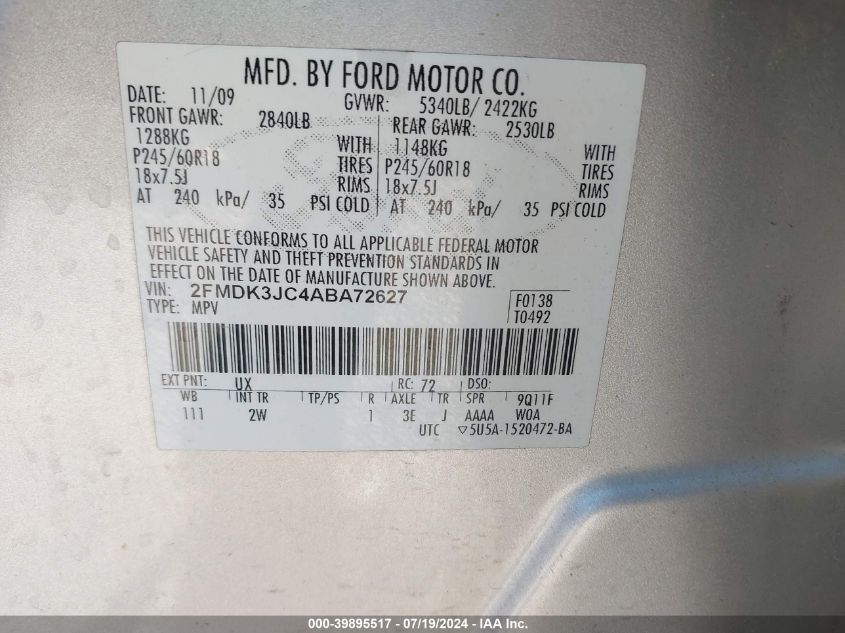 MFD. BY FORD MOTOR CO.
DATE: 11/09 GVWR: 5340LB/ 2422KG
FRONT GAWR: 2840LB REAR GAWR: 2530LB
1288KG WITH 1148KG WITH
P245/60R18 TIRES P245/60R18 TIRES
18x7.5J RIMS 18x7.5J RIMS
AT 240 kPa/ 35 PSI COLD AT 240 kPa/ 35 PSI COLD
THIS VEHICLE CONFORMS TO ALL APPLICABLE FEDERAL MOTOR
VEHICLE SAFETY AND THEFT PREVENTION STANDARDS IN
EFFECT ON THE DATE OF MANUFACTURE SHOWN ABOVE.
VIN: 2FMDK3JC4ABA72627 F0138
TYPE: MPV T0492
EXT PNT: UX RC: 72 DSO:
WB INT TR TP/PS R AXLE TR SPR 9Q11F
111 2W 1 3E J AAAA WOA
UTC ▽5U5A-1520472-BA
000-39895517 - 07/19/2024 - IAA Inc.